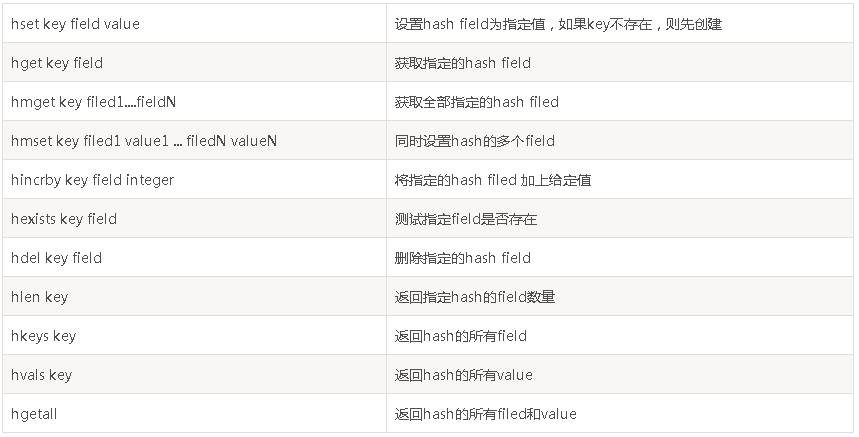 hset key field value 设置hash field为指定值，如果key不存在，则先创建
hget key field 获取指定的hash field
hmget key filed1....fieldN 获取全部指定的hash filed
hmset key filed1 value1 ... filedN valueN 同时设置hash的多个field
hincrby key field integer 将指定的hash filed 加上给定值
hexists key field 测试指定field是否存在
hdel key field 删除指定的hash field
hlen key 返回指定hash的field数量
hkeys key 返回hash的所有field
hvals key 返回hash的所有value
hgetall 返回hash的所有filed和value